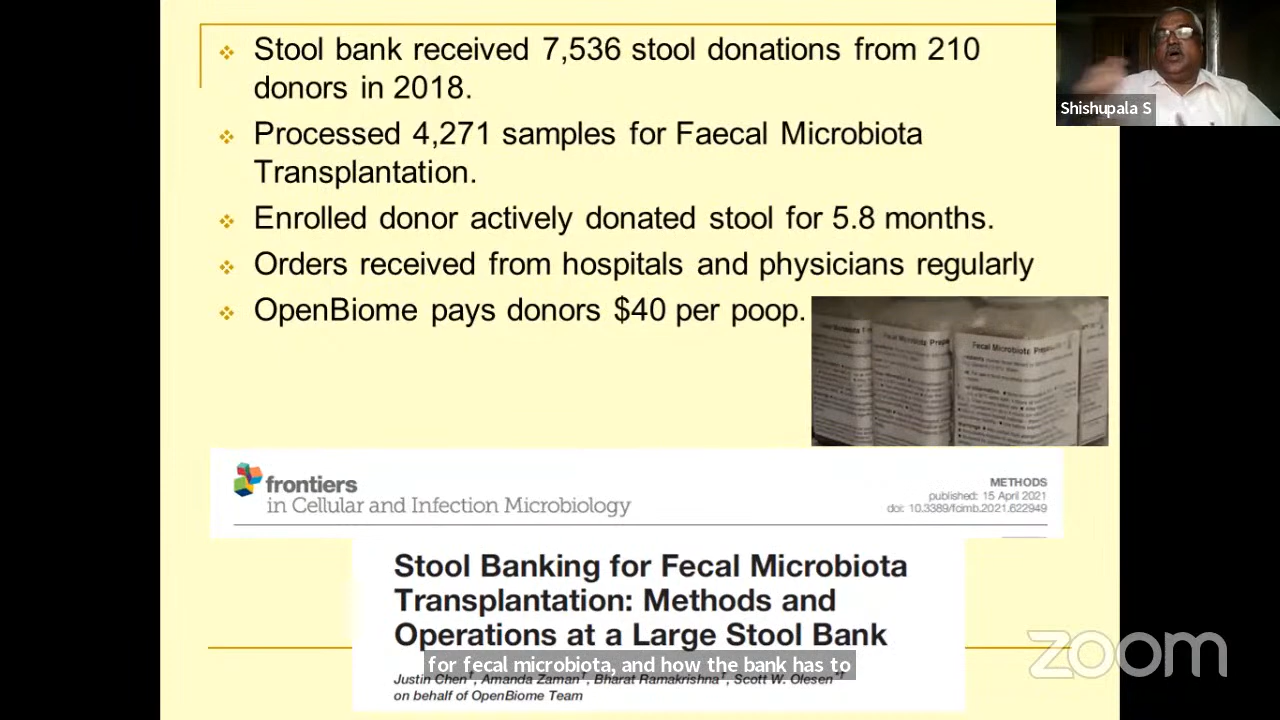 Stool bank received 7,536 stool donations from 210
donors in 2018.
Processed 4,271 samples for Faecal Microbiota
Transplantation.
Enrolled donor actively donated stool for 5.8 months.
Orders received from hospitals and physicians regularly
OpenBiome pays donors $40 per poop.
Shishupala S
Fecal Microbiota
Fecal Microbiota
frontiers
in Cellular and Infection Microbiology
METHODS
published: 15 April 2021
doi: 10.3389/fcimb.2021.622949
Stool Banking for Fecal Microbiota
Transplantation: Methods and
Operations at a Large Stool Bank
for fecal microbiota, and how the bank has to
Justin Chen†, Amanda Zaman†, Bharat Ramakrishna†, Scott W. Olesen*†
on behalf of OpenBiome Team
zoom